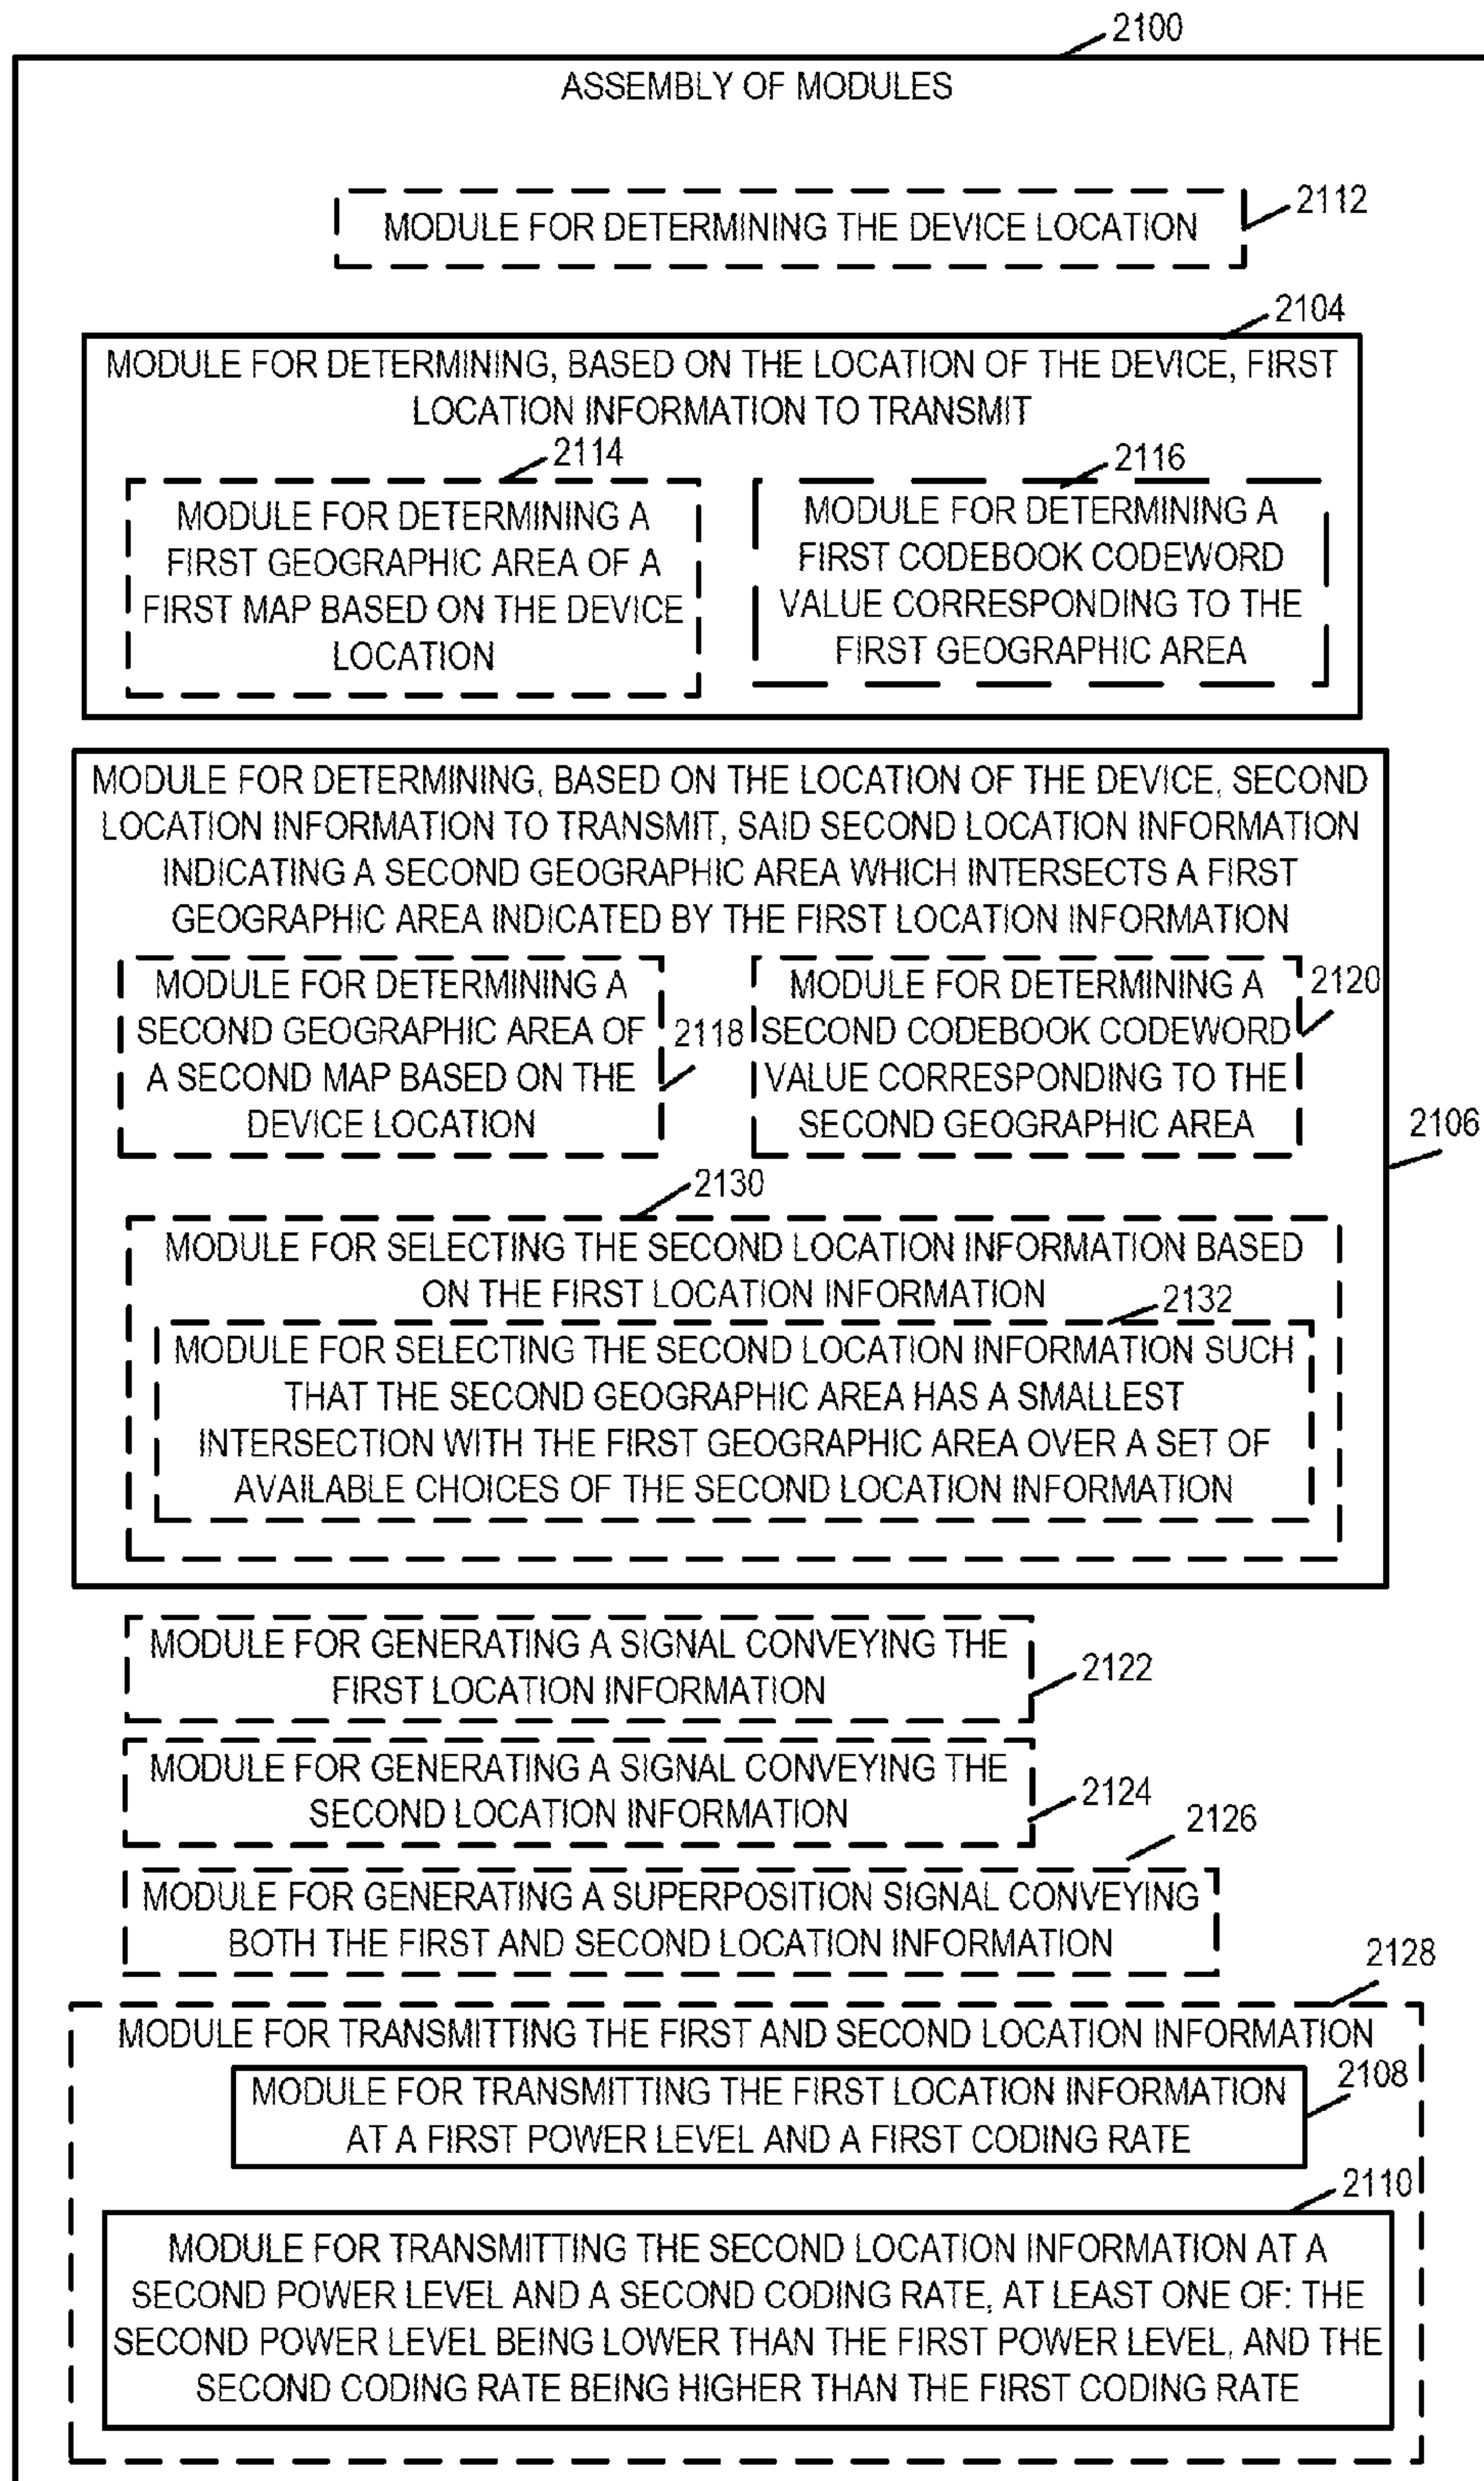 2100
ASSEMBLY OF MODULES
MODULE FOR DETERMINING THE DEVICE LOCATION
2112
2104
MODULE FOR DETERMINING, BASED ON THE LOCATION OF THE DEVICE, FIRST
LOCATION INFORMATION TO TRANSMIT
2114
MODULE FOR DETERMINING A
FIRST GEOGRAPHIC AREA OF A
FIRST MAP BASED ON THE DEVICE
LOCATION
2116
MODULE FOR DETERMINING A
FIRST CODEBOOK CODEWORD
VALUE CORRESPONDING TO THE
FIRST GEOGRAPHIC AREA
MODULE FOR DETERMINING, BASED ON THE LOCATION OF THE DEVICE, SECOND
LOCATION INFORMATION TO TRANSMIT, SAID SECOND LOCATION INFORMATION
INDICATING A SECOND GEOGRAPHIC AREA WHICH INTERSECTS A FIRST
GEOGRAPHIC AREA INDICATED BY THE FIRST LOCATION INFORMATION
MODULE FOR DETERMINING A
SECOND GEOGRAPHIC AREA OF
A SECOND MAP BASED ON THE
DEVICE LOCATION
2118
MODULE FOR DETERMINING A
SECOND CODEBOOK CODEWORD
VALUE CORRESPONDING TO THE
SECOND GEOGRAPHIC AREA
2120
2106
2130
MODULE FOR SELECTING THE SECOND LOCATION INFORMATION BASED
ON THE FIRST LOCATION INFORMATION
2132
MODULE FOR SELECTING THE SECOND LOCATION INFORMATION SUCH
THAT THE SECOND GEOGRAPHIC AREA HAS A SMALLEST
INTERSECTION WITH THE FIRST GEOGRAPHIC AREA OVER A SET OF
AVAILABLE CHOICES OF THE SECOND LOCATION INFORMATION
MODULE FOR GENERATING A SIGNAL CONVEYING THE
FIRST LOCATION INFORMATION
2122
MODULE FOR GENERATING A SIGNAL CONVEYING THE
SECOND LOCATION INFORMATION
2124
2126
MODULE FOR GENERATING A SUPERPOSITION SIGNAL CONVEYING
BOTH THE FIRST AND SECOND LOCATION INFORMATION
2128
MODULE FOR TRANSMITTING THE FIRST AND SECOND LOCATION INFORMATION
2108
MODULE FOR TRANSMITTING THE FIRST LOCATION INFORMATION
AT A FIRST POWER LEVEL AND A FIRST CODING RATE
2110
MODULE FOR TRANSMITTING THE SECOND LOCATION INFORMATION AT A
SECOND POWER LEVEL AND A SECOND CODING RATE, AT LEAST ONE OF: THE
SECOND POWER LEVEL BEING LOWER THAN THE FIRST POWER LEVEL, AND THE
SECOND CODING RATE BEING HIGHER THAN THE FIRST CODING RATE